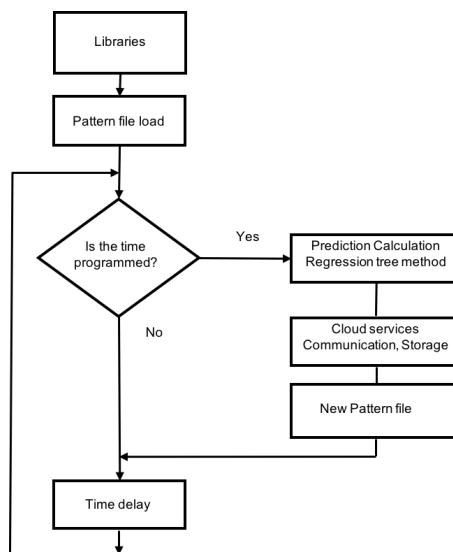 Libraries
Pattern file load
Is the time
programmed?
Yes
Prediction Calculation
Regression tree method
No
Cloud services
Communication, Storage
New Pattern file
Time delay